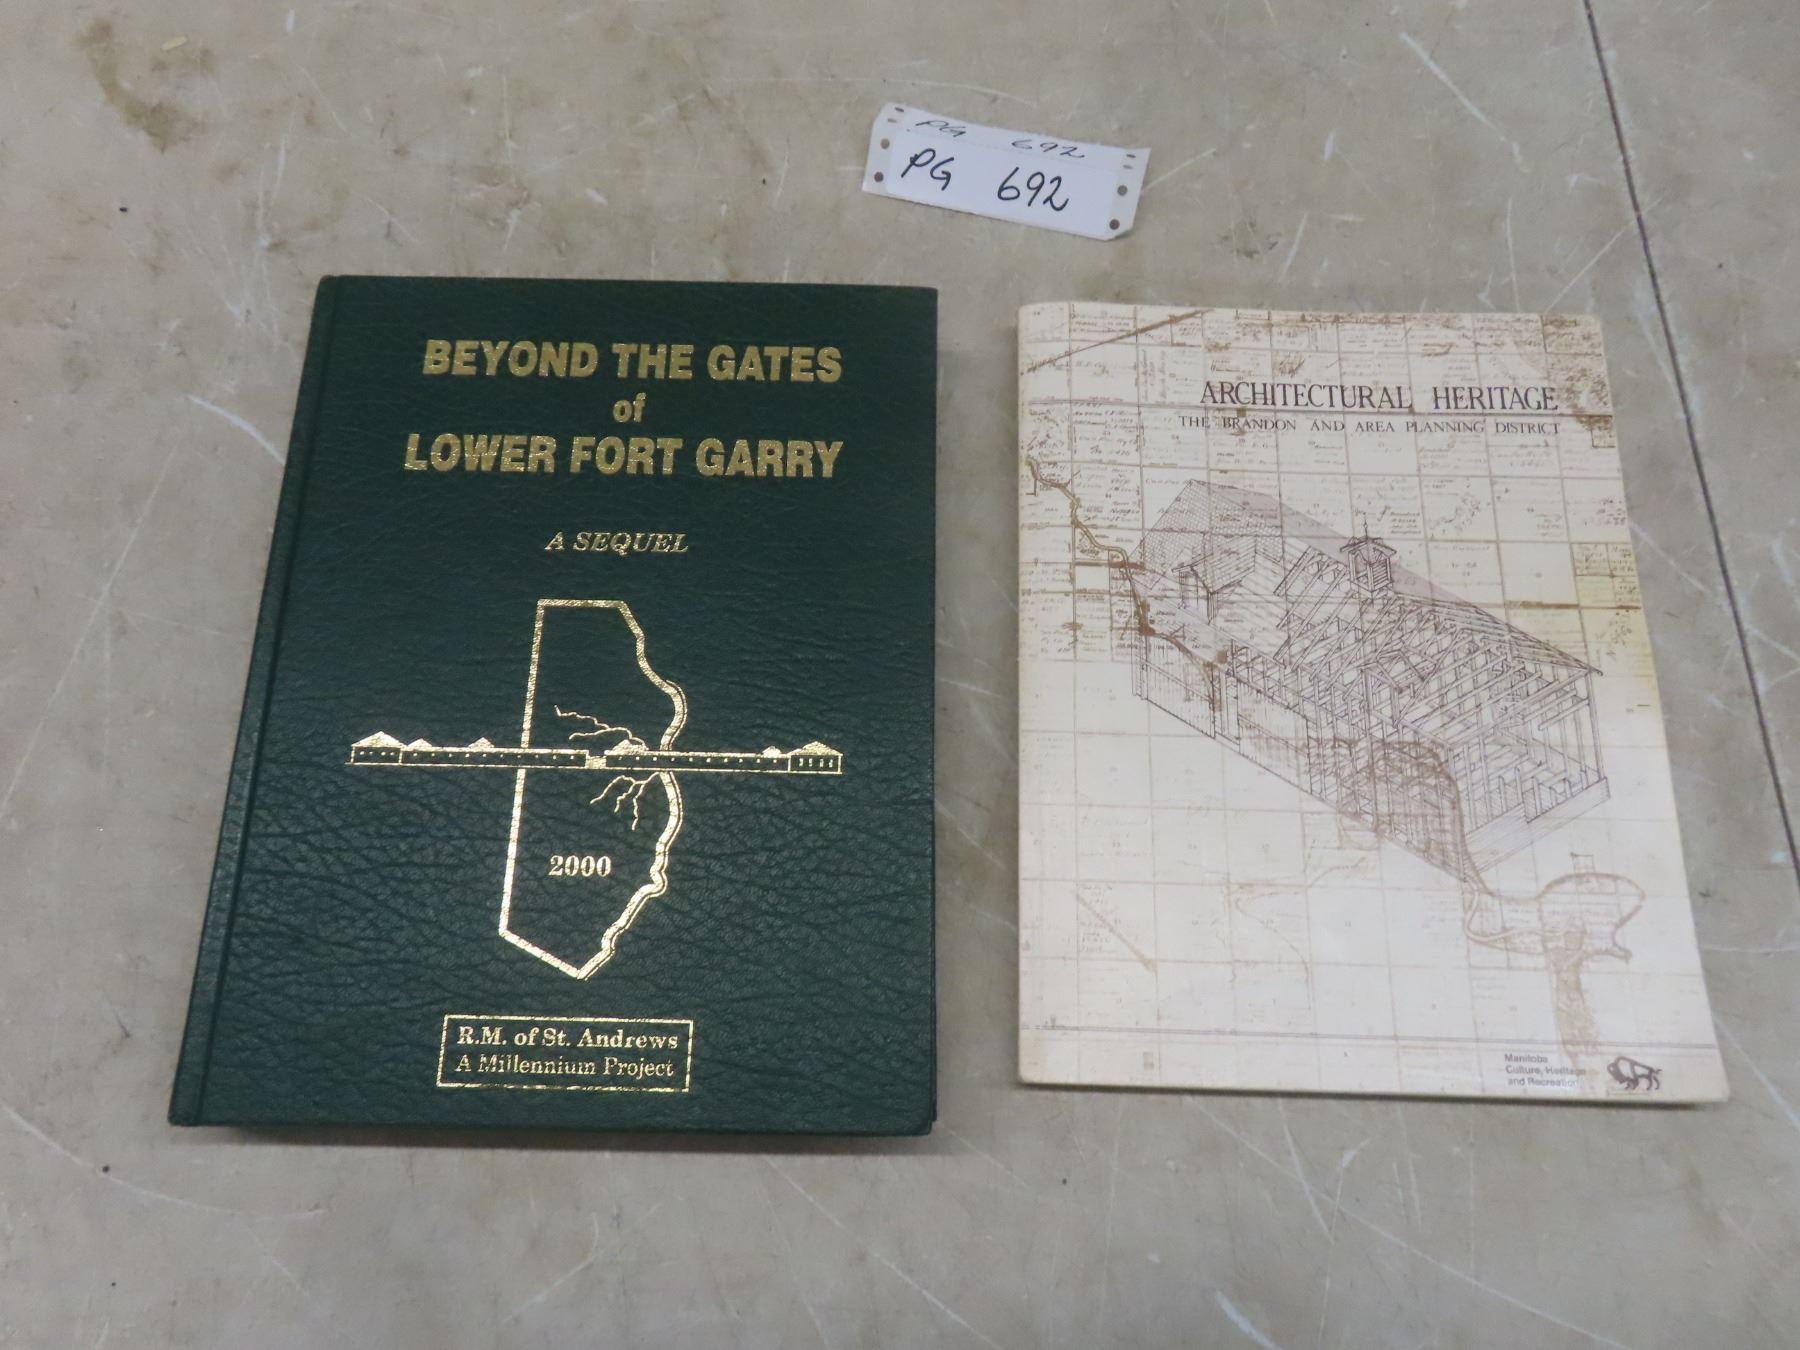 PG 692
PG 692
BEYOND THE GATES
of
LOWER FORT GARRY
A SEQUEL
2000
R.M. of St. Andrews
A Millennium Project
ARCHITECTURAL HERITAGE
THE BRANDON AND AREA PLANNING DISTRICT
Manitoba
Culture, Heritage
and Recreation